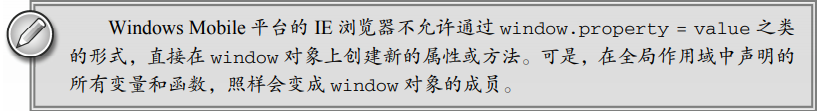 Windows Mobile 平台的 IE 浏览器不允许通过 window.property = value 之类
的形式，直接在 window 对象上创建新的属性或方法。可是，在全局作用域中声明的
所有变量和函数，照样会变成 window 对象的成员。